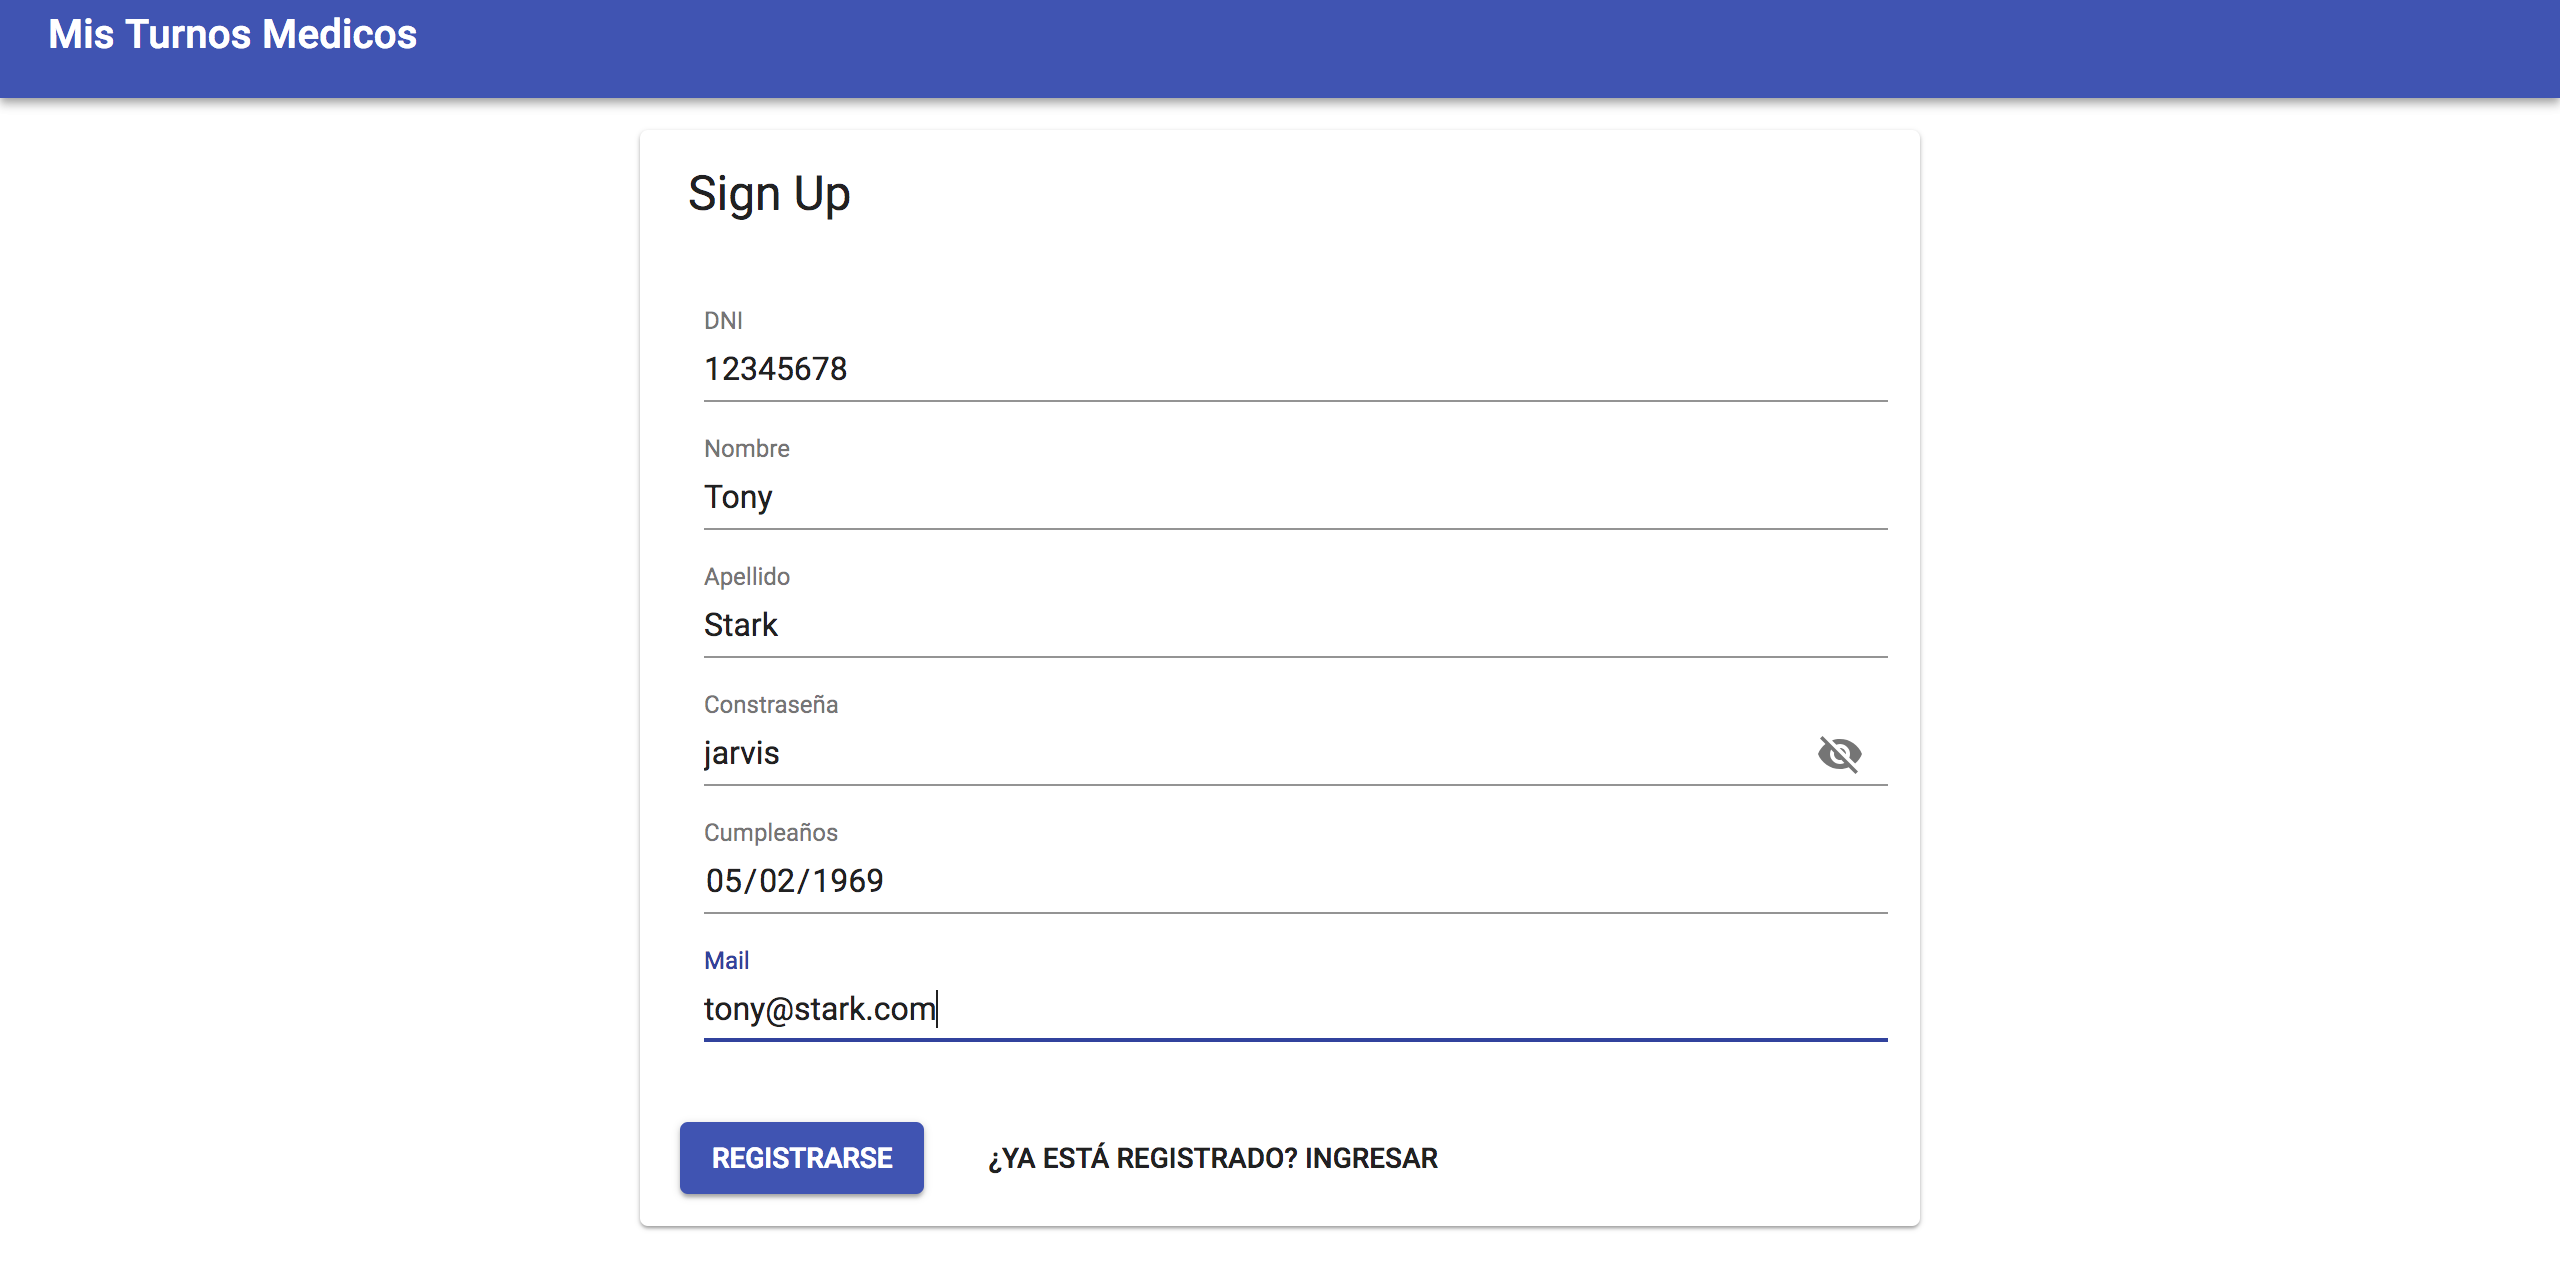 Mis Turnos Medicos
Sign Up
DNI
12345678
Nombre
Tony
Apellido
Stark
Constraseña
jarvis
Cumpleaños
05/02/1969
Mail
tony@stark.com
REGISTRARSE ¿YA ESTÁ REGISTRADO? INGRESAR